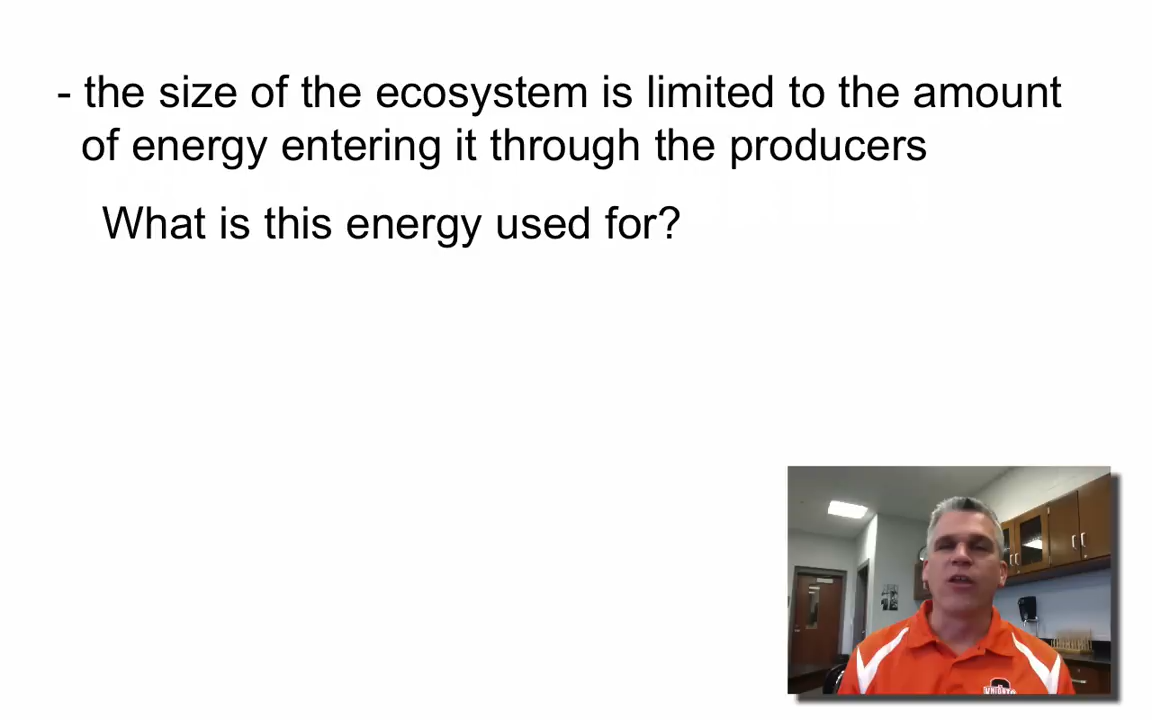 - the size of the ecosystem is limited to the amount
of energy entering it through the producers
What is this energy used for?
KNIGHTS